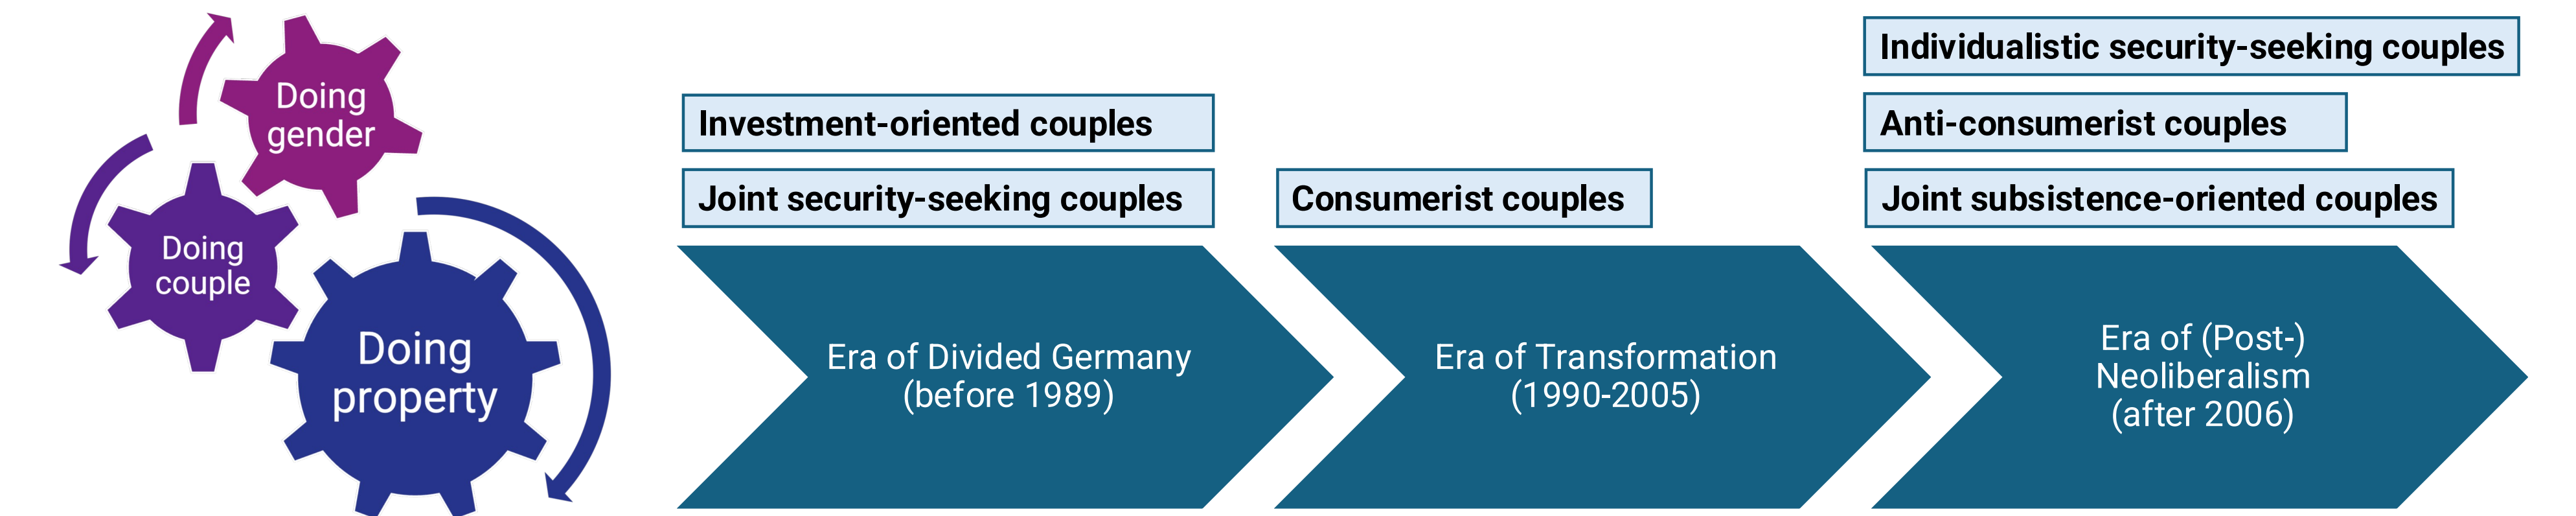 Doing
gender
Doing
couple
Doing
property
Investment-oriented couples
Joint security-seeking couples
Era of Divided Germany
(before 1989)
Consumerist couples
Era of Transformation
(1990-2005)
Individualistic security-seeking couples
Anti-consumerist couples
Joint subsistence-oriented couples
Era of (Post-)
Neoliberalism
(after 2006)